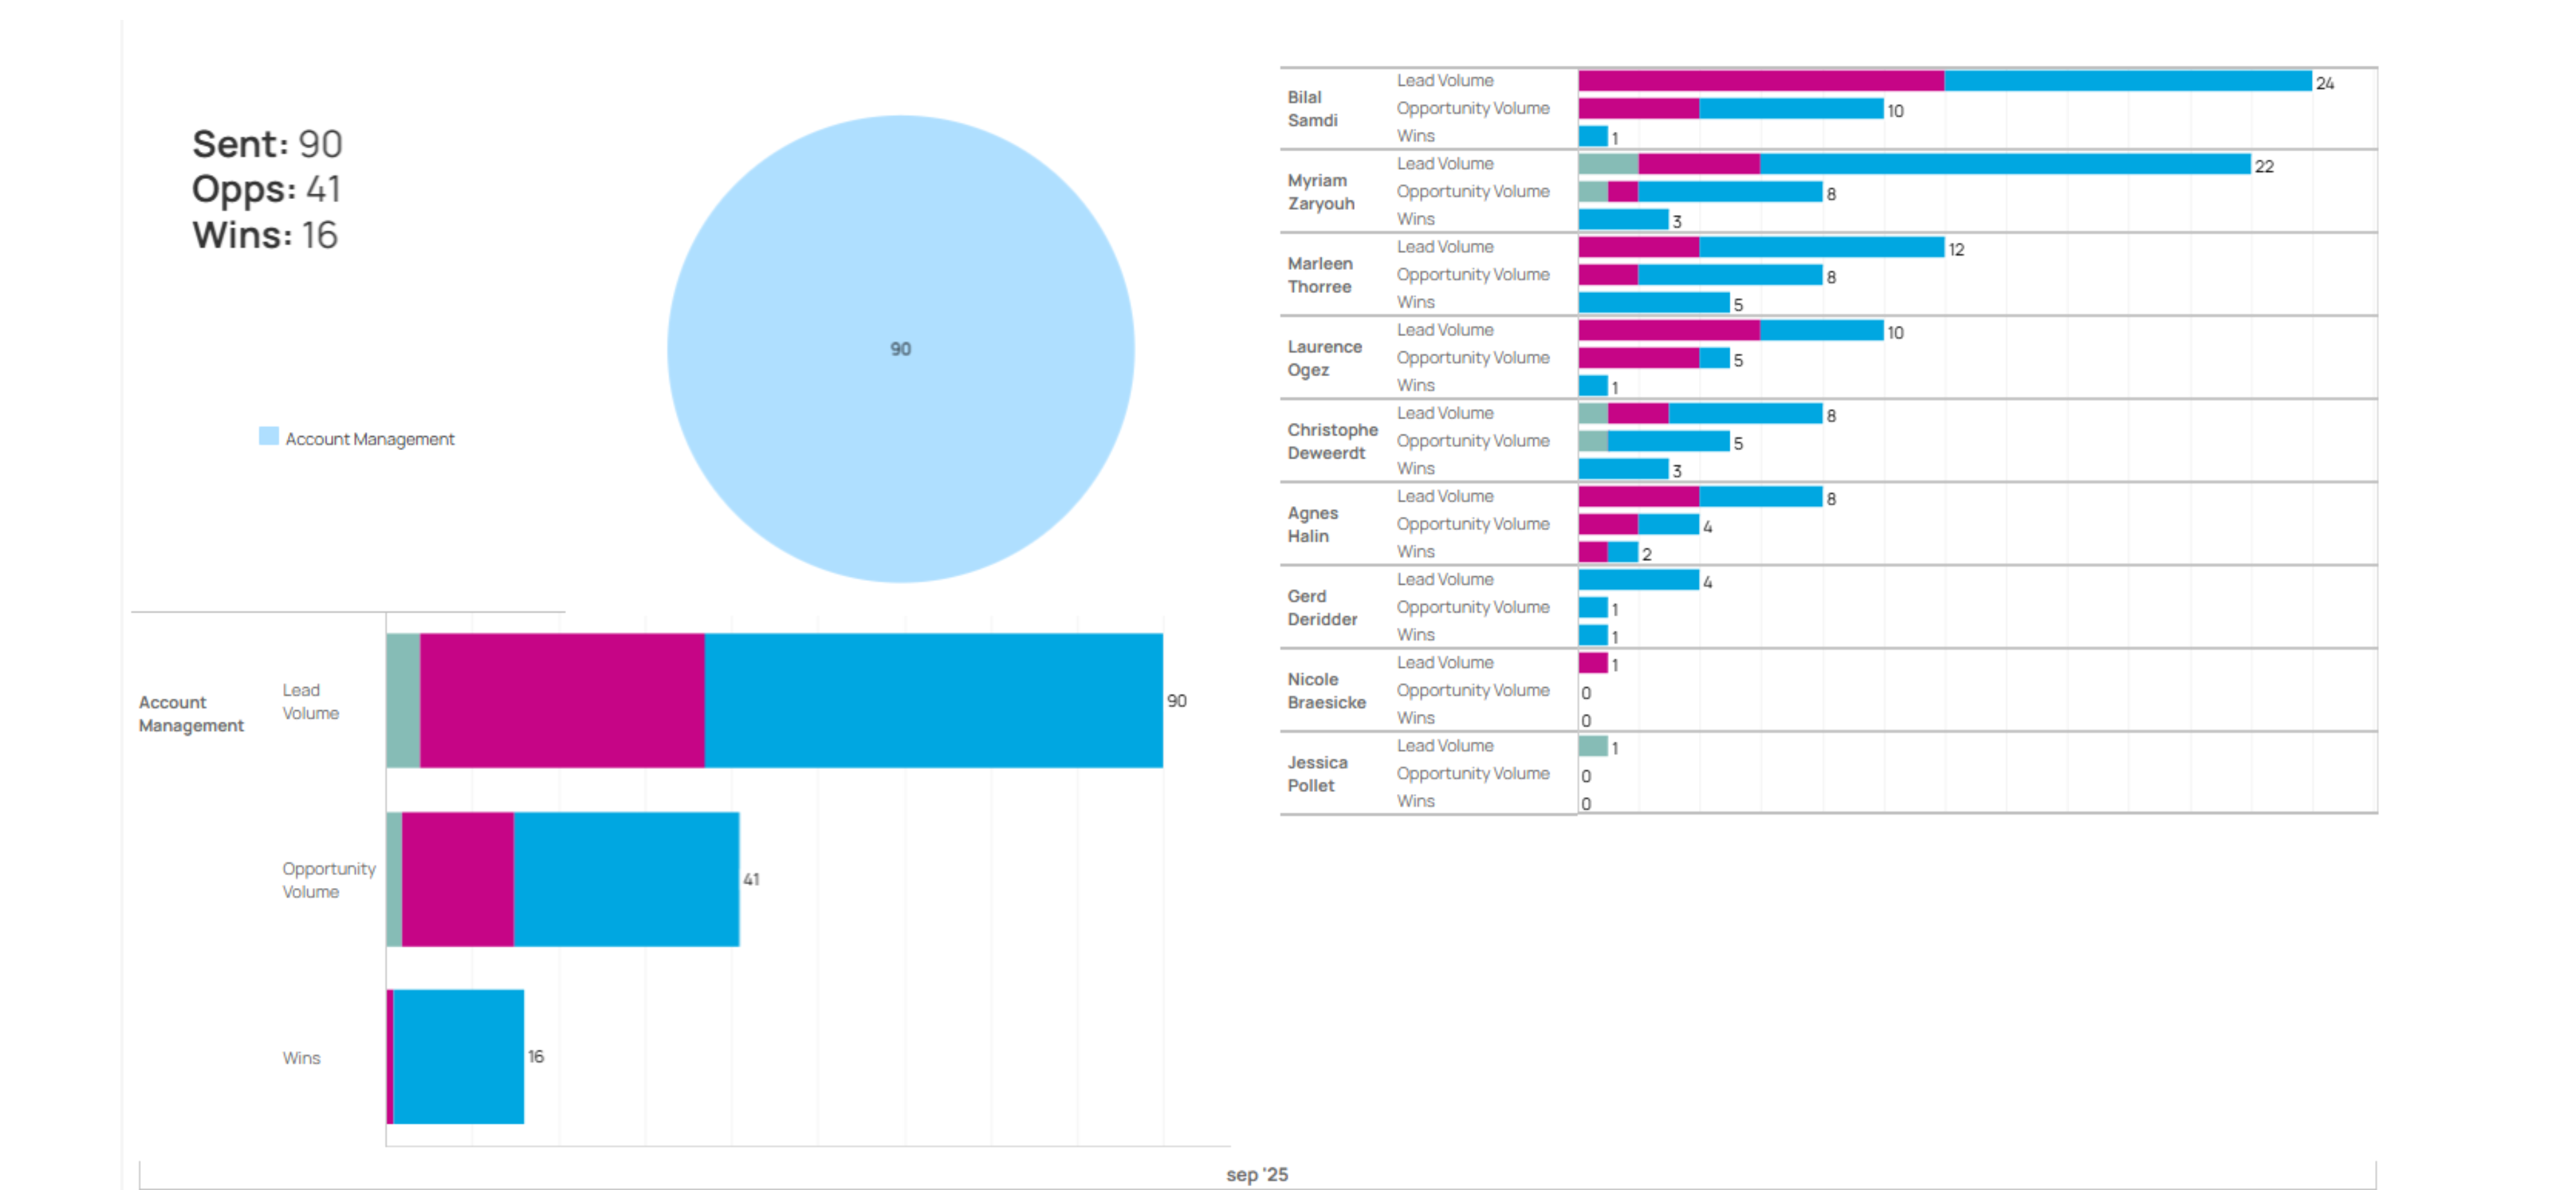 Sent: 90
Opps: 41
Wins: 16
90
Account Management
Account
Management
Lead
Volume
90
Opportunity
Volume
41
Wins
16
Bilal
Samdi
Lead Volume
24
Opportunity Volume
10
Wins
1
Myriam
Zaryouh
Lead Volume
22
Opportunity Volume
8
Wins
3
Marleen
Thorree
Lead Volume
12
Opportunity Volume
8
Wins
5
Laurence
Ogez
Lead Volume
10
Opportunity Volume
5
Wins
1
Christophe
Deweerdt
Lead Volume
8
Opportunity Volume
5
Wins
3
Agnes
Halin
Lead Volume
8
Opportunity Volume
4
Wins
2
Gerd
Deridder
Lead Volume
4
Opportunity Volume
1
Wins
1
Nicole
Braesicke
Lead Volume
1
Opportunity Volume
0
Wins
0
Jessica
Pollet
Lead Volume
1
Opportunity Volume
0
Wins
0
sep '25